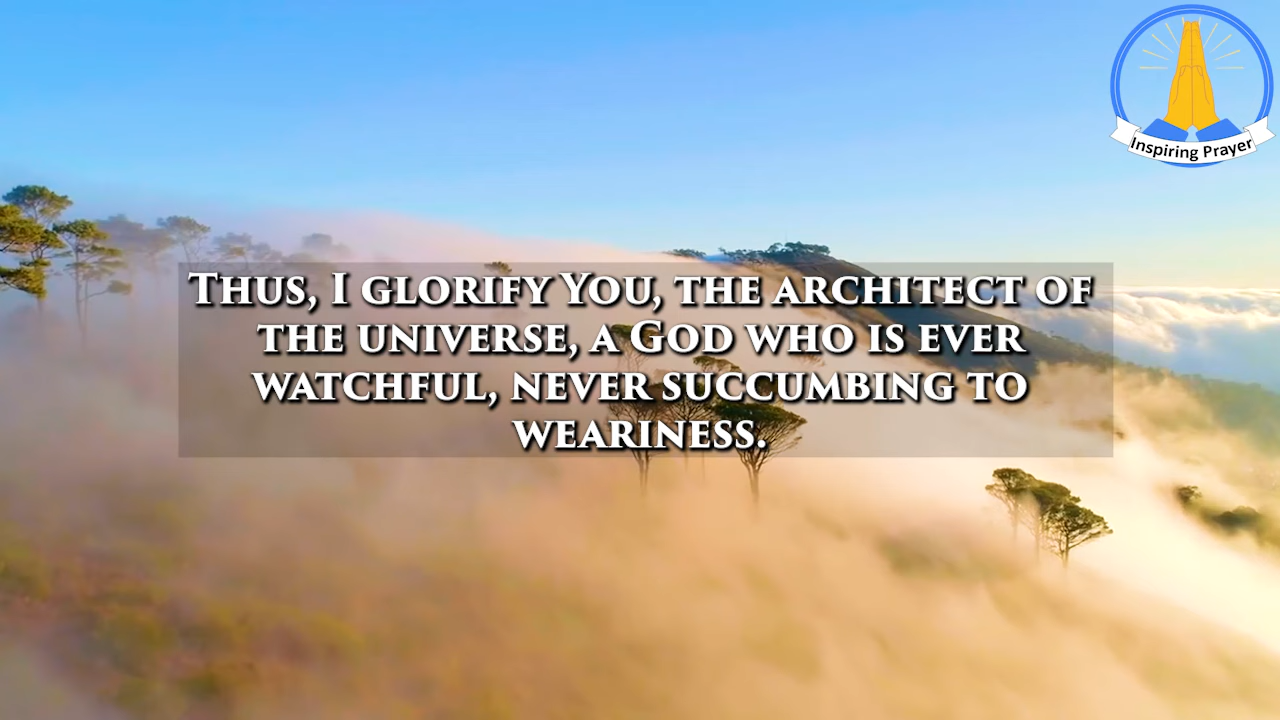 Inspiring Prayer
Thus, I glorify You, the architect of
the universe, a God who is ever
watchful, never succumbing to
weariness.